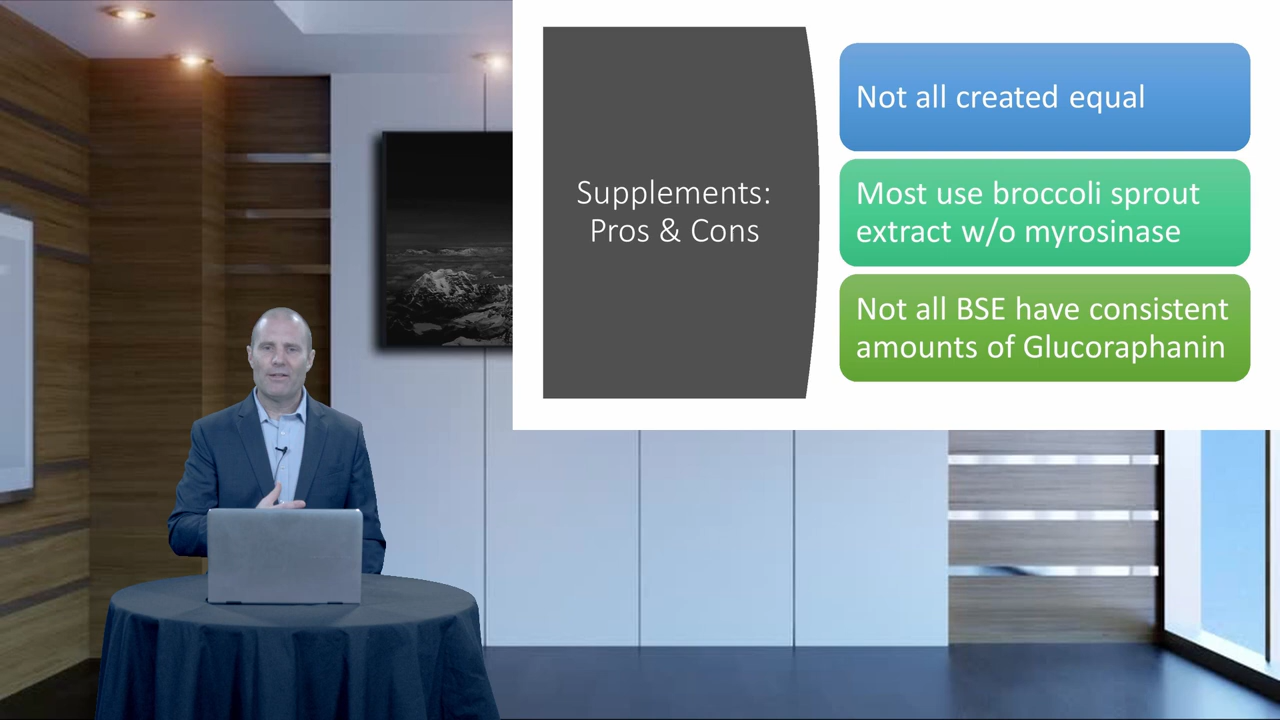 Supplements:
Pros & Cons
Not all created equal
Most use broccoli sprout
extract w/o myrosinase
Not all BSE have consistent
amounts of Glucoraphanin